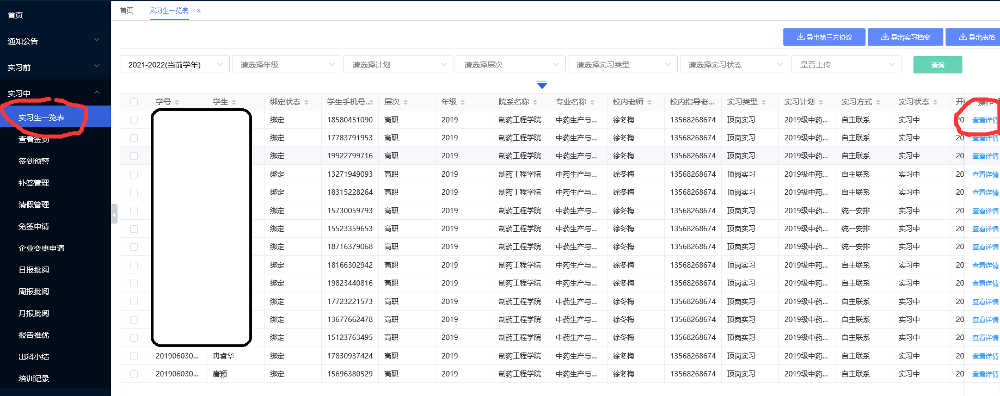 首页
通知公告
实习前
实习中
实习生一览表
查看签到
签到预警
补签管理
请假管理
免签申请
企业变更申请
日报批阅
周报批阅
月报批阅
报告推优
出科小结
培训记录
首页 实习生一览表 ×
导出第三方协议 导出实习档案 导出表格
2021-2022(当前学年) 请选择年级 请选择计划 请选择层次 请选择实习类型 请选择实习状态 是否上传 查询
学号 学生 绑定状态 学生手机号... 层次 年级 院系名称 专业名称 校内老师 校内指导老... 实习类型 实习计划 实习方式 实习状态 开 操作
绑定 18580451090 高职 2019 制药工程学院 中药生产与... 徐冬梅 13568268674 顶岗实习 2019级中药... 自主联系 实习中 20 查看详情
绑定 17783791953 高职 2019 制药工程学院 中药生产与... 徐冬梅 13568268674 顶岗实习 2019级中药... 自主联系 实习中 20 查看详情
绑定 19922799716 高职 2019 制药工程学院 中药生产与... 徐冬梅 13568268674 顶岗实习 2019级中药... 自主联系 实习中 20 查看详情
绑定 13271949093 高职 2019 制药工程学院 中药生产与... 徐冬梅 13568268674 顶岗实习 2019级中药... 自主联系 实习中 20 查看详情
绑定 18315228264 高职 2019 制药工程学院 中药生产与... 徐冬梅 13568268674 顶岗实习 2019级中药... 自主联系 实习中 20 查看详情
绑定 15730059793 高职 2019 制药工程学院 中药生产与... 徐冬梅 13568268674 顶岗实习 2019级中药... 统一安排 实习中 20 查看详情
绑定 15523359653 高职 2019 制药工程学院 中药生产与... 徐冬梅 13568268674 顶岗实习 2019级中药... 统一安排 实习中 20 查看详情
绑定 18716379068 高职 2019 制药工程学院 中药生产与... 徐冬梅 13568268674 顶岗实习 2019级中药... 统一安排 实习中 20 查看详情
绑定 18166302942 高职 2019 制药工程学院 中药生产与... 徐冬梅 13568268674 顶岗实习 2019级中药... 自主联系 实习中 20 查看详情
绑定 19823440816 高职 2019 制药工程学院 中药生产与... 徐冬梅 13568268674 顶岗实习 2019级中药... 自主联系 实习中 20 查看详情
绑定 17723221573 高职 2019 制药工程学院 中药生产与... 徐冬梅 13568268674 顶岗实习 2019级中药... 自主联系 实习中 20 查看详情
绑定 13677662478 高职 2019 制药工程学院 中药生产与... 徐冬梅 13568268674 顶岗实习 2019级中药... 自主联系 实习中 20 查看详情
绑定 15123763495 高职 2019 制药工程学院 中药生产与... 徐冬梅 13568268674 顶岗实习 2019级中药... 自主联系 实习中 20 查看详情
201906030... 冉睿华 绑定 17830937424 高职 2019 制药工程学院 中药生产与... 徐冬梅 13568268674 顶岗实习 2019级中药... 自主联系 实习中 20 查看详情
201906030... 唐颖 绑定 15696380529 高职 2019 制药工程学院 中药生产与... 徐冬梅 13568268674 顶岗实习 2019级中药... 自主联系 实习中 20 查看详情